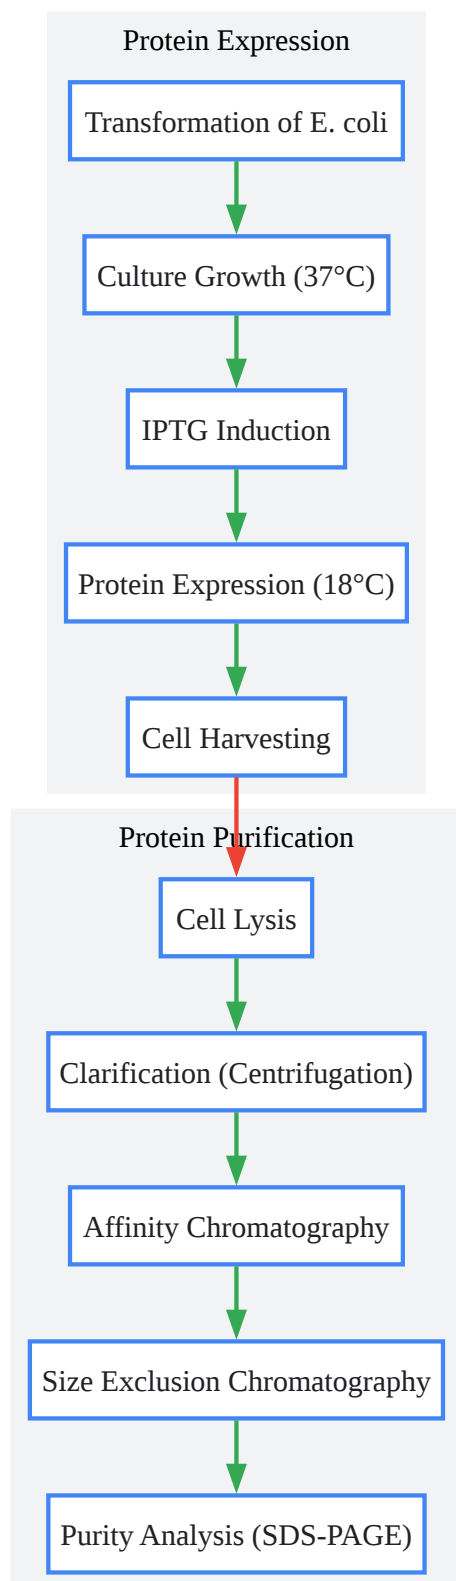 Protein Expression
Transformation of E. coli
Culture Growth (37°C)
IPTG Induction
Protein Expression (18°C)
Cell Harvesting
Protein Purification
Cell Lysis
Clarification (Centrifugation)
Affinity Chromatography
Size Exclusion Chromatography
Purity Analysis (SDS-PAGE)